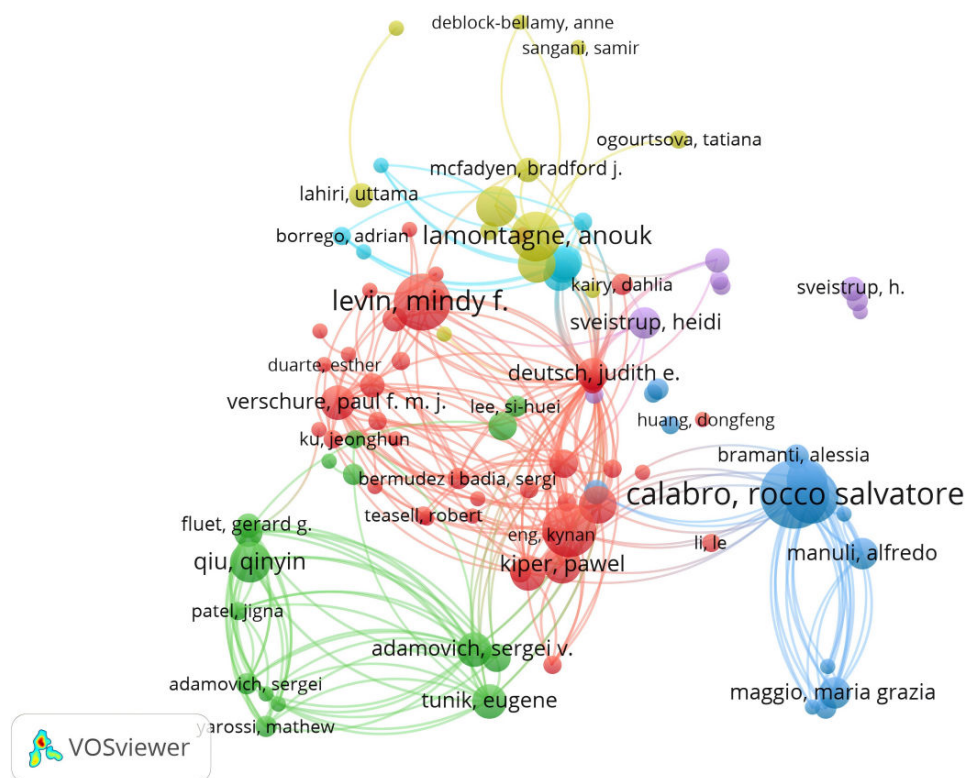 deblock-bellamy, anne
sangani, samir
ogourtsova, tatiana
mcfadyen, bradford j.
lahiri, uttama
borrego, adrian
lamontagne, anouk
kairy, dahlia
sveistrup, h.
levin, mindy f.
sveistrup, heidi
duarte, esther
deutsch, judith e.
verschure, paul f. m. j.
lee, si-huei
huang, dongfeng
ku, jeonghun
bramanti, alessia
bermudez i badia, sergi
calabro, rocco salvatore
teasell, robert
fluet, gerard g.
eng, kynan
li, le
qiu, qinyin
kiper, pawel
manuli, alfredo
patel, jigna
adamovich, sergei v.
adamovich, sergei
tunik, eugene
maggio, maria grazia
yarossi, mathew
VOSviewer